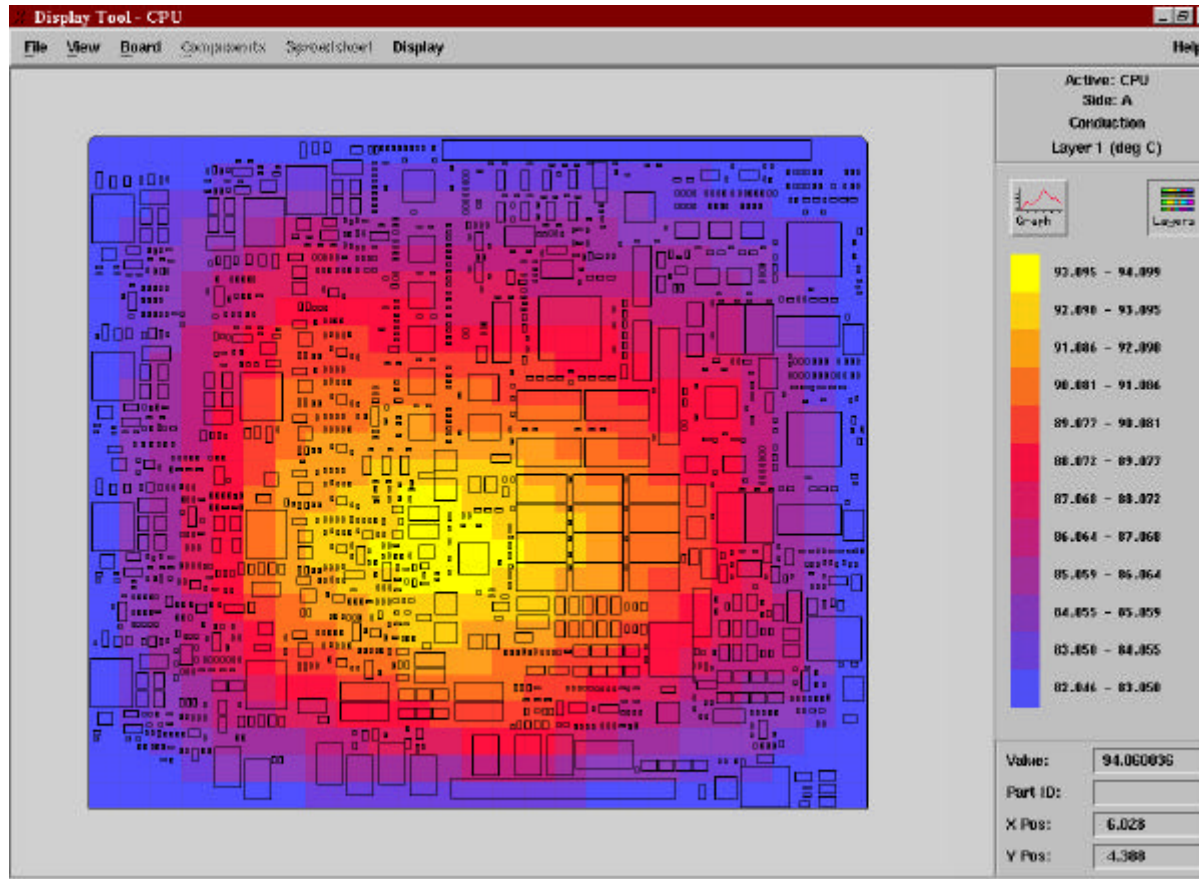 Display Tool - CPU
File View Board Components Spreadsheet Display Help
Active: CPU
Side: A
Conduction
Layer 1 (deg C)
Graph Layers
93.095 - 94.099
92.090 - 93.095
91.086 - 92.090
90.081 - 91.086
89.077 - 90.081
88.072 - 89.077
87.068 - 88.072
86.064 - 87.068
85.059 - 86.064
84.055 - 85.059
83.050 - 84.055
82.046 - 83.050
Value: 94.060036
Part ID:
X Pos: 6.028
Y Pos: 4.388